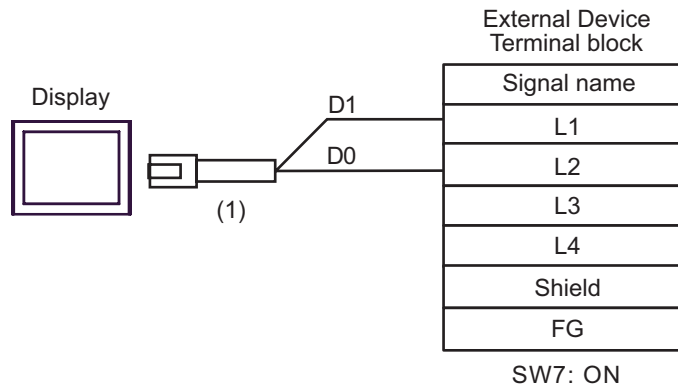 External Device
Terminal block
Signal name
Display
D1
L1
D0
L2
(1)
L3
L4
Shield
FG
SW7: ON